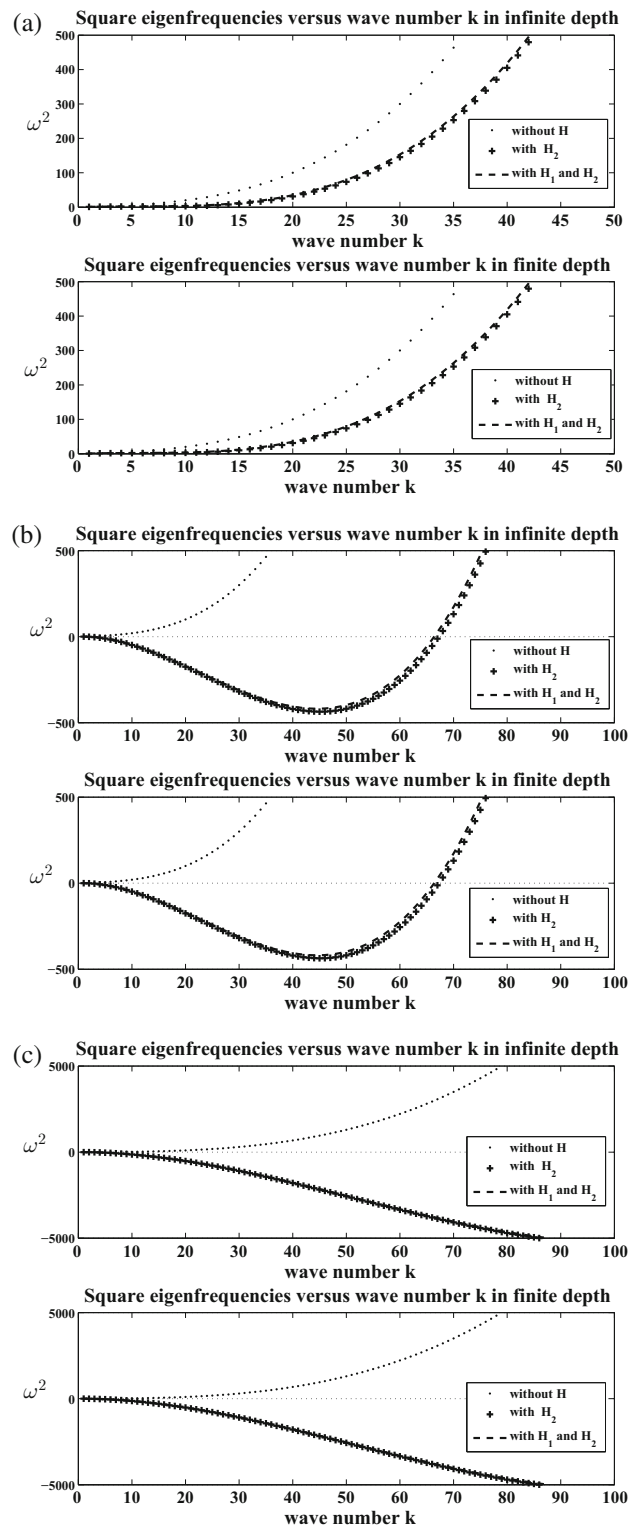 (a)
Square eigenfrequencies versus wave number k in infinite depth
500
400
300
200
100
0
ω²
without H
with H₂
with H₁ and H₂
0 5 10 15 20 25 30 35 40 45 50
wave number k
Square eigenfrequencies versus wave number k in finite depth
500
400
300
200
100
0
ω²
without H
with H₂
with H₁ and H₂
0 5 10 15 20 25 30 35 40 45 50
wave number k
(b)
Square eigenfrequencies versus wave number k in infinite depth
500
0
−500
ω²
without H
with H₂
with H₁ and H₂
0 10 20 30 40 50 60 70 80 90 100
wave number k
Square eigenfrequencies versus wave number k in finite depth
500
0
−500
ω²
without H
with H₂
with H₁ and H₂
0 10 20 30 40 50 60 70 80 90 100
wave number k
(c)
Square eigenfrequencies versus wave number k in infinite depth
5000
0
−5000
ω²
without H
with H₂
with H₁ and H₂
0 10 20 30 40 50 60 70 80 90 100
wave number k
Square eigenfrequencies versus wave number k in finite depth
5000
0
−5000
ω²
without H
with H₂
with H₁ and H₂
0 10 20 30 40 50 60 70 80 90 100
wave number k